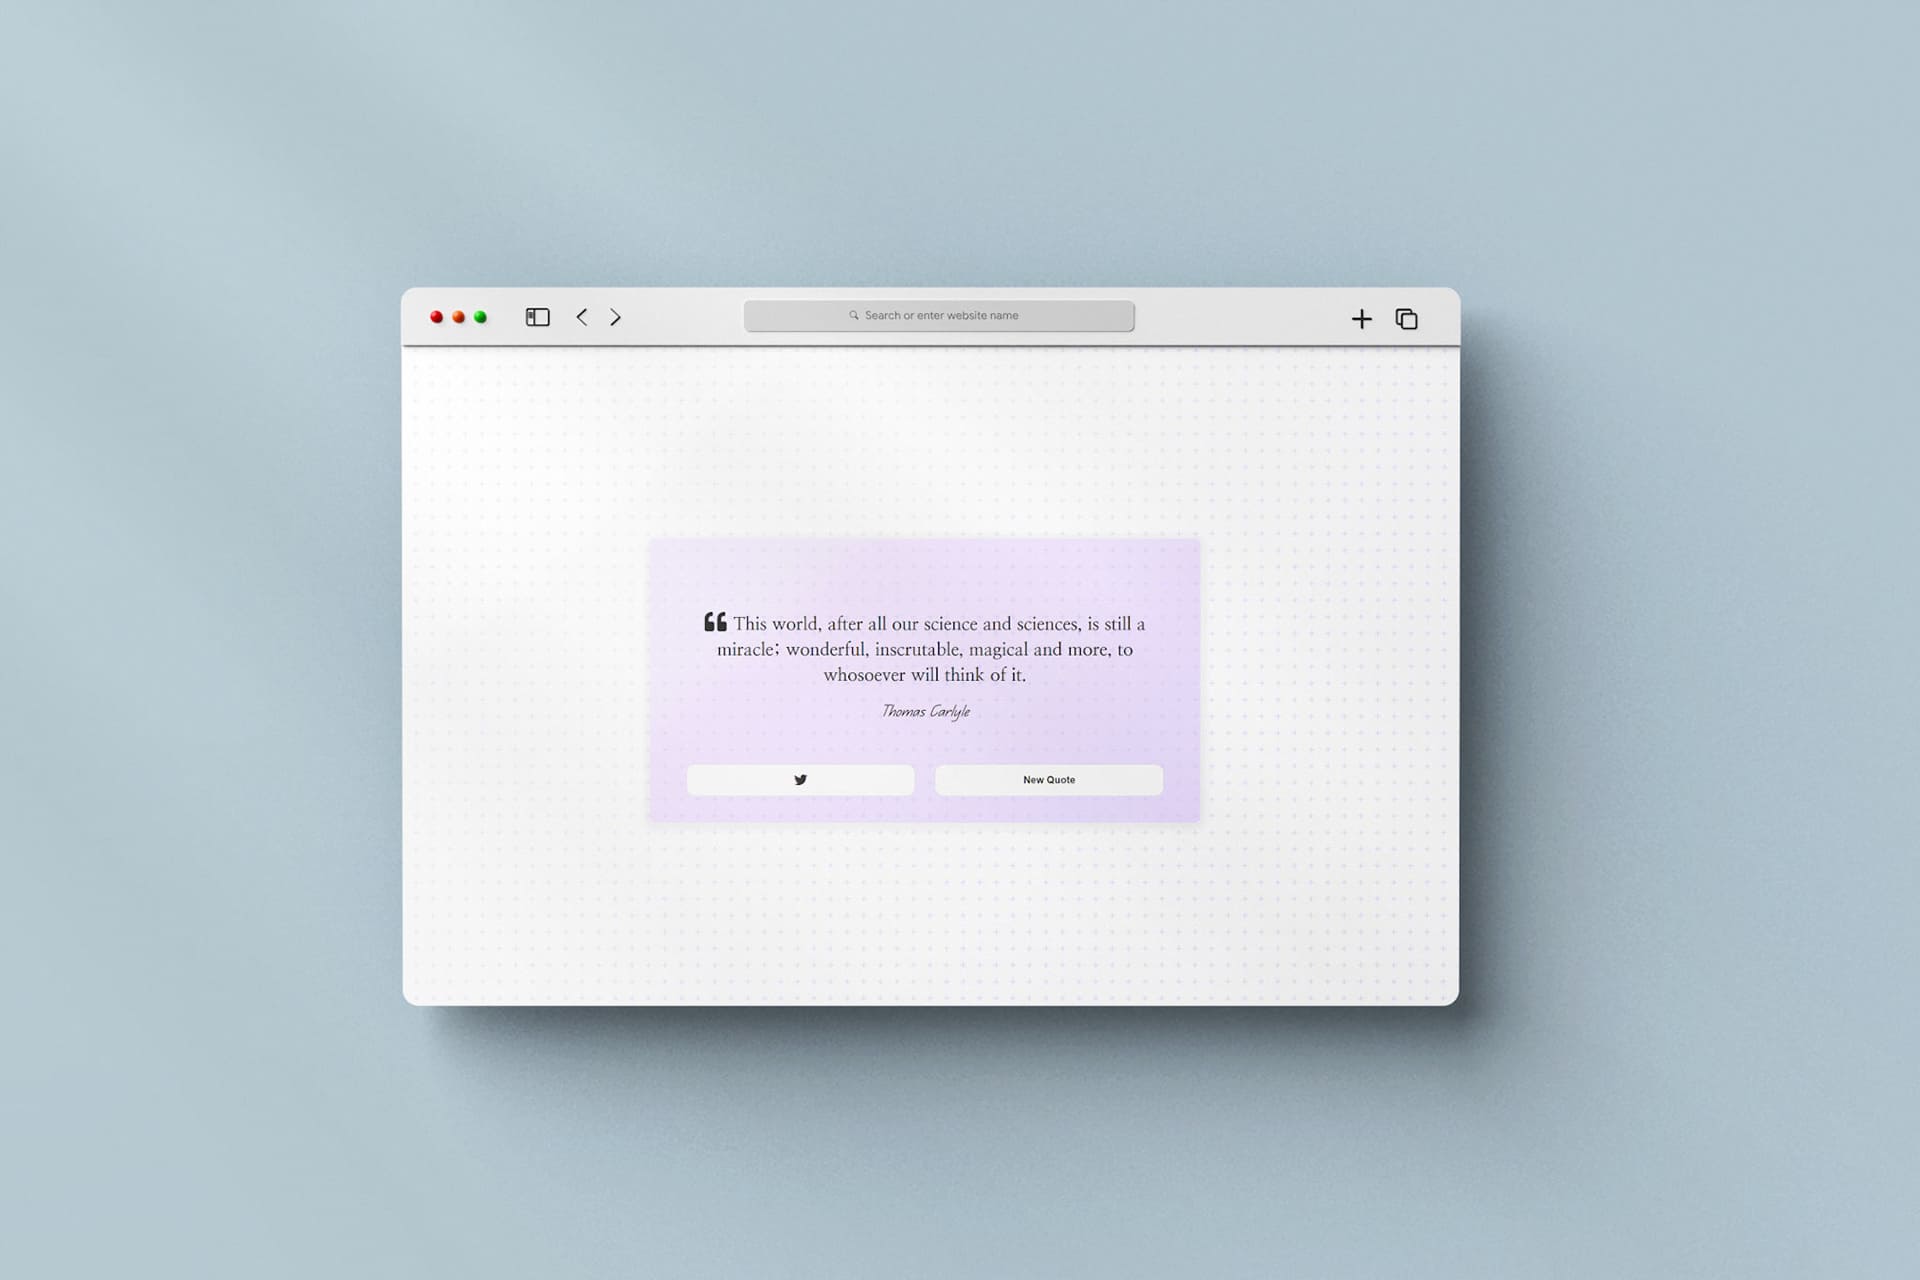 Search or enter website name
❝ This world, after all our science and sciences, is still a
miracle; wonderful, inscrutable, magical and more, to
whosoever will think of it.
Thomas Carlyle
New Quote